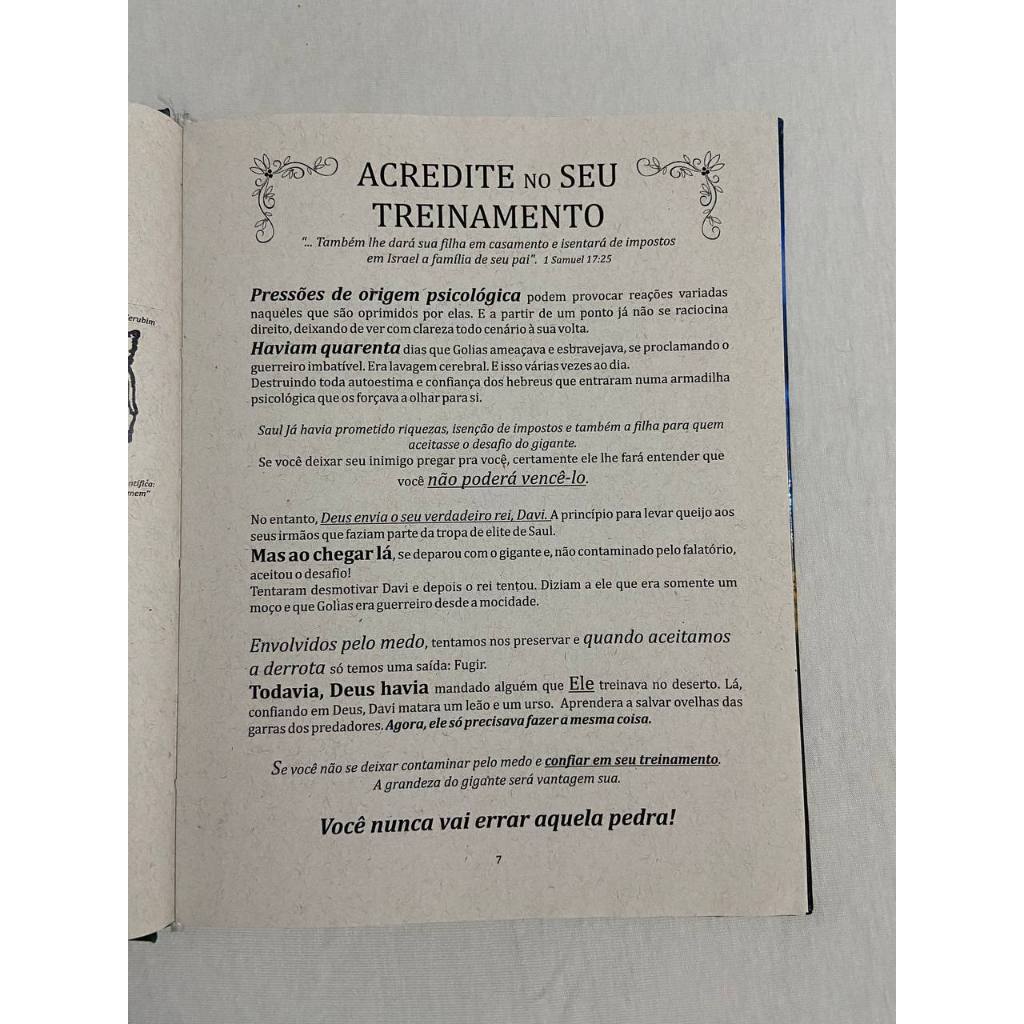 ACREDITE NO SEU
TREINAMENTO
"... Também lhe dará sua filha em casamento e isentará de impostos
em Israel a família de seu pai". 1 Samuel 17:25
Pressões de origem psicológica podem provocar reações variadas
naqueles que são oprimidos por elas. E a partir de um ponto já não se raciocina
direito, deixando de ver com clareza todo cenário à sua volta.
Haviam quarenta dias que Golias ameaçava e esbravejava, se proclamando o
guerreiro imbatível. Era lavagem cerebral. E isso várias vezes ao dia.
Destruindo toda autoestima e confiança dos hebreus que entraram numa armadilha
psicológica que os forçava a olhar para si.
Saul Já havia prometido riquezas, isenção de impostos e também a filha para quem
aceitasse o desafio do gigante.
Se você deixar seu inimigo pregar pra você, certamente ele lhe fará entender que
você não poderá vencê-lo.
No entanto, Deus envia o seu verdadeiro rei, Davi. A princípio para levar queijo aos
seus irmãos que faziam parte da tropa de elite de Saul.
Mas ao chegar lá, se deparou com o gigante e, não contaminado pelo falatório,
aceitou o desafio!
Tentaram desmotivar Davi e depois o rei tentou. Diziam a ele que era somente um
moço e que Golias era guerreiro desde a mocidade.
Envolvidos pelo medo, tentamos nos preservar e quando aceitamos
a derrota só temos uma saída: Fugir.
Todavia, Deus havia mandado alguém que Ele treinava no deserto. Lá,
confiando em Deus, Davi matara um leão e um urso. Aprendera a salvar ovelhas das
garras dos predadores. Agora, ele só precisava fazer a mesma coisa.
Se você não se deixar contaminar pelo medo e confiar em seu treinamento.
A grandeza do gigante será vantagem sua.
Você nunca vai errar aquela pedra!
7